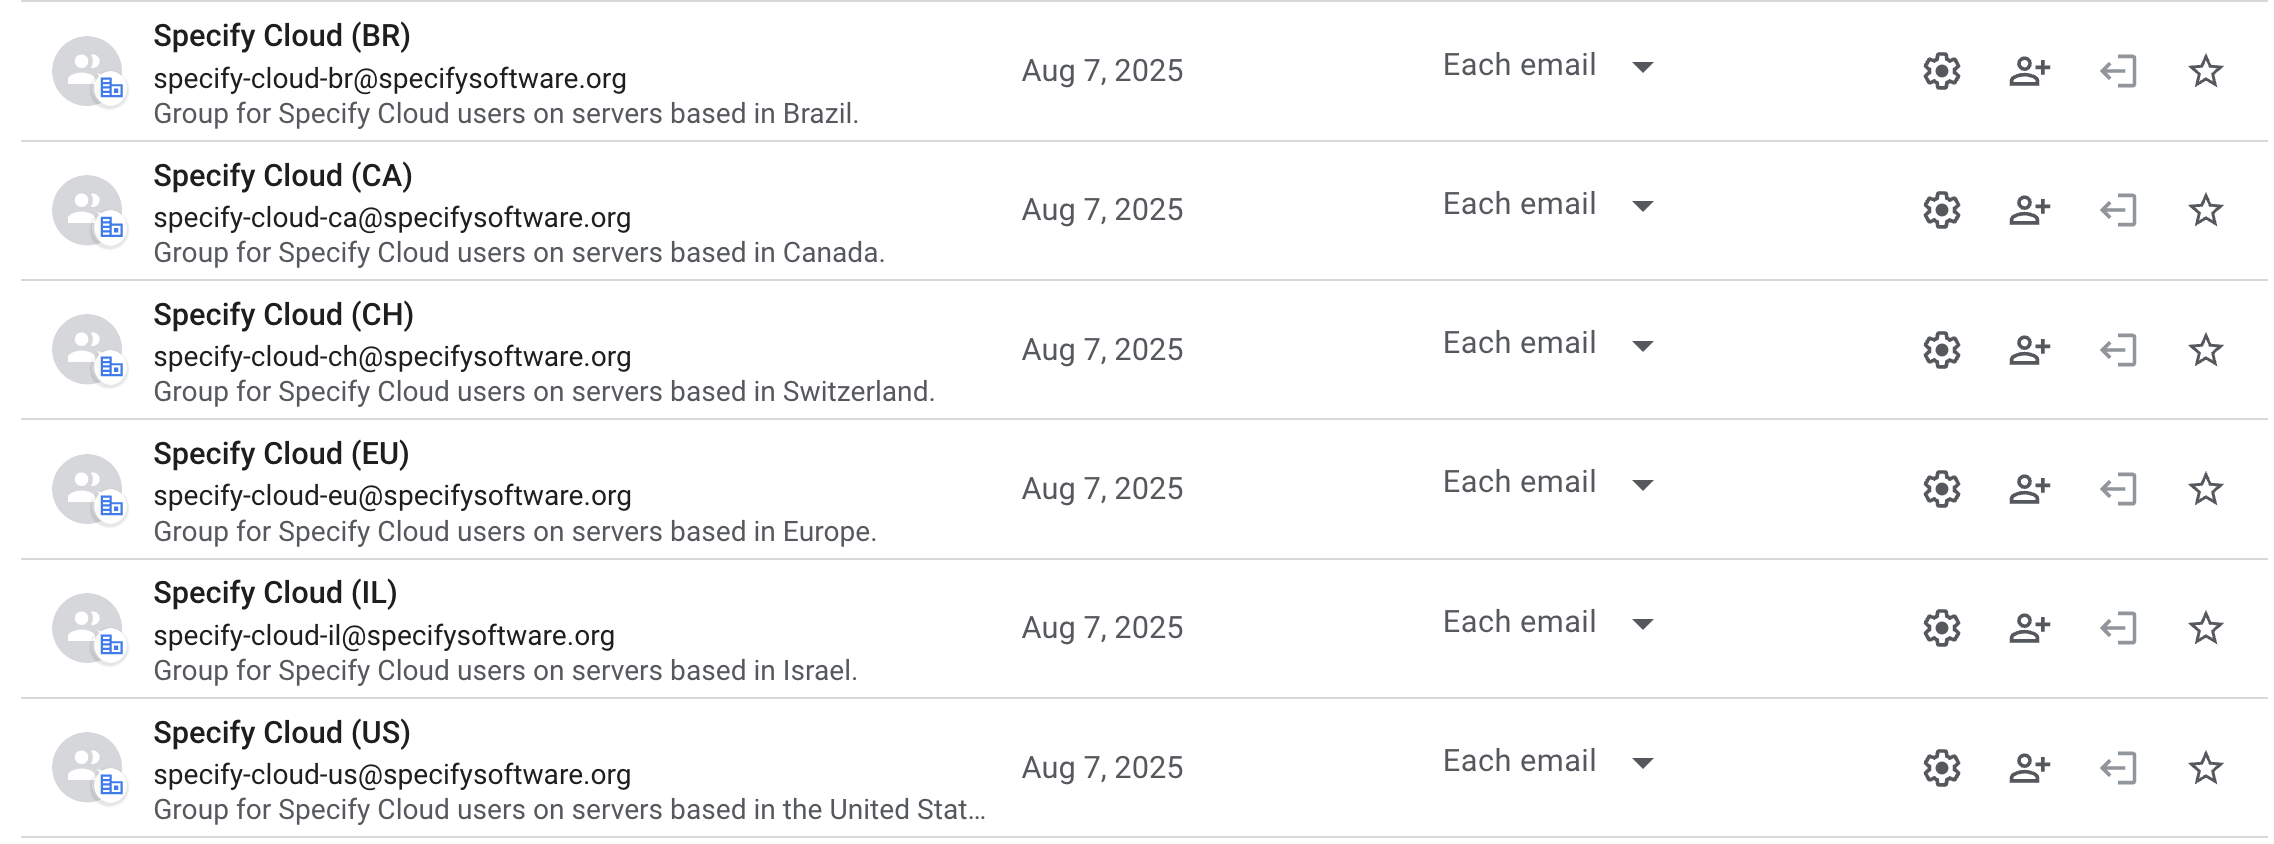 Specify Cloud (BR)
specify-cloud-br@specifysoftware.org
Group for Specify Cloud users on servers based in Brazil.
Aug 7, 2025
Each email
Specify Cloud (CA)
specify-cloud-ca@specifysoftware.org
Group for Specify Cloud users on servers based in Canada.
Aug 7, 2025
Each email
Specify Cloud (CH)
specify-cloud-ch@specifysoftware.org
Group for Specify Cloud users on servers based in Switzerland.
Aug 7, 2025
Each email
Specify Cloud (EU)
specify-cloud-eu@specifysoftware.org
Group for Specify Cloud users on servers based in Europe.
Aug 7, 2025
Each email
Specify Cloud (IL)
specify-cloud-il@specifysoftware.org
Group for Specify Cloud users on servers based in Israel.
Aug 7, 2025
Each email
Specify Cloud (US)
specify-cloud-us@specifysoftware.org
Group for Specify Cloud users on servers based in the United Stat...
Aug 7, 2025
Each email